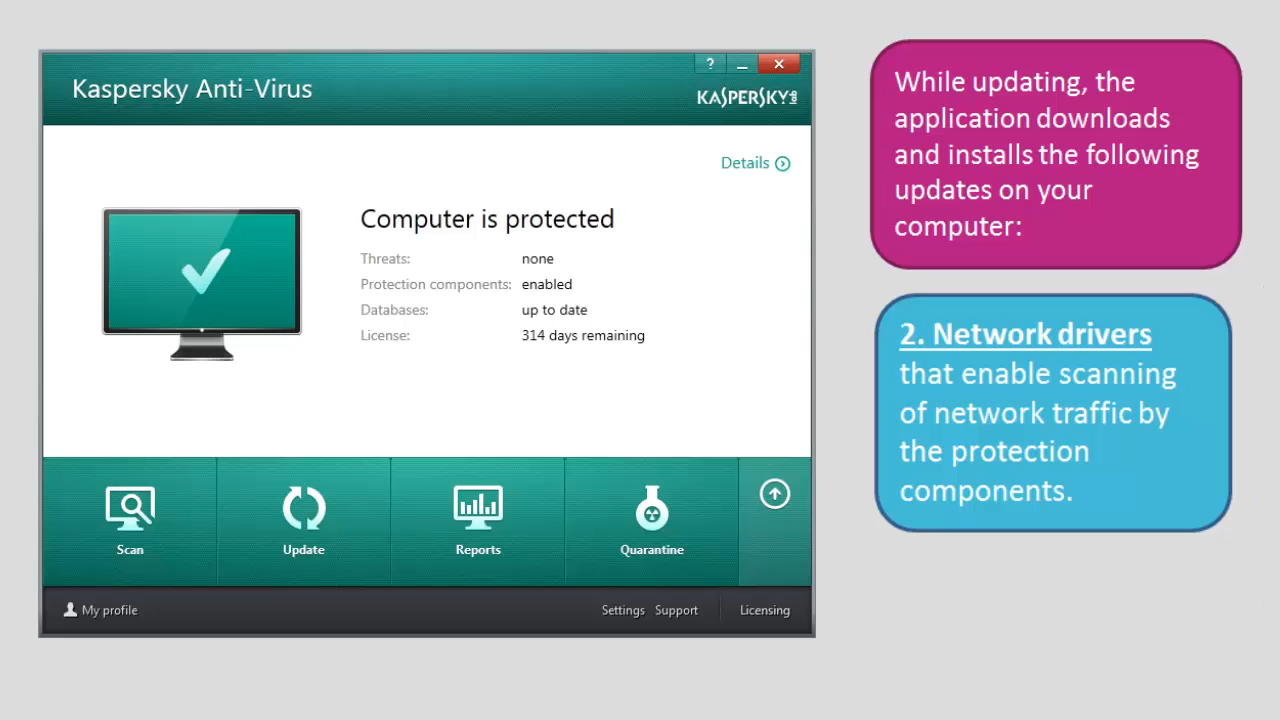 ?
Kaspersky Anti-Virus
KASPERSKY LAB
Details
Computer is protected
Threats: none
Protection components: enabled
Databases: up to date
License: 314 days remaining
Scan
Update
Reports
Quarantine
My profile
Settings
Support
Licensing
While updating, the
application downloads
and installs the following
updates on your
computer:
2. Network drivers
that enable scanning
of network traffic by
the protection
components.